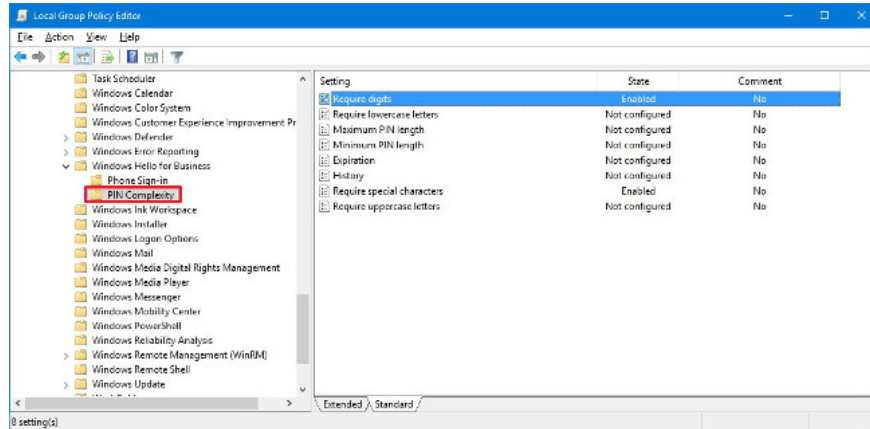 Local Group Policy Editor
File Action View Help
Task Scheduler
Windows Calendar
Windows Color System
Windows Customer Experience Improvement Pr
Windows Defender
Windows Error Reporting
Windows Hello for Business
Phone Sign-in
PIN Complexity
Windows Ink Workspace
Windows Installer
Windows Logon Options
Windows Mail
Windows Media Digital Rights Management
Windows Media Player
Windows Messenger
Windows Mobility Center
Windows PowerShell
Windows Reliability Analysis
Windows Remote Management (WinRM)
Windows Remote Shell
Windows Update
Setting State Comment
Require digits Enabled No
Require lowercase letters Not configured No
Maximum PIN length Not configured No
Minimum PIN length Not configured No
Expiration Not configured No
History Not configured No
Require special characters Enabled No
Require uppercase letters Not configured No
Extended Standard
8 setting(s)